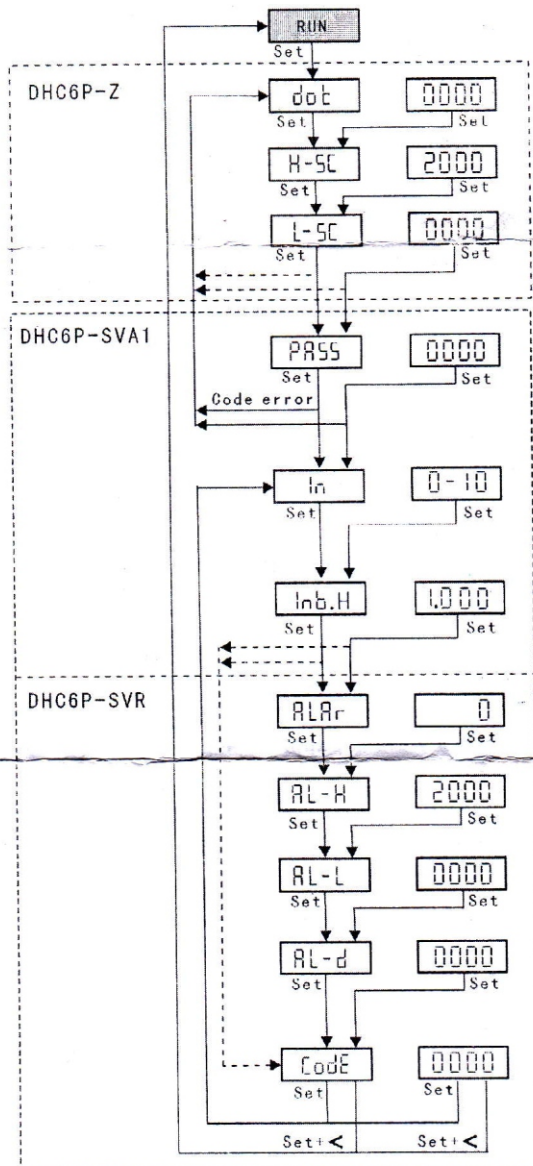 RUN
Set
DHC6P-Z
dot 0000
Set Set
H-SC 2000
Set Set
L-SC 0000
Set Set
DHC6P-SVA1
PASS 0000
Set Set
Code error
In 0-10
Set Set
Inb.H 1.000
Set Set
DHC6P-SVR
ALAr 0
Set Set
AL-H 2000
Set Set
AL-L 0000
Set Set
AL-d 0000
Set Set
CodE 0000
Set Set
Set+< Set+<